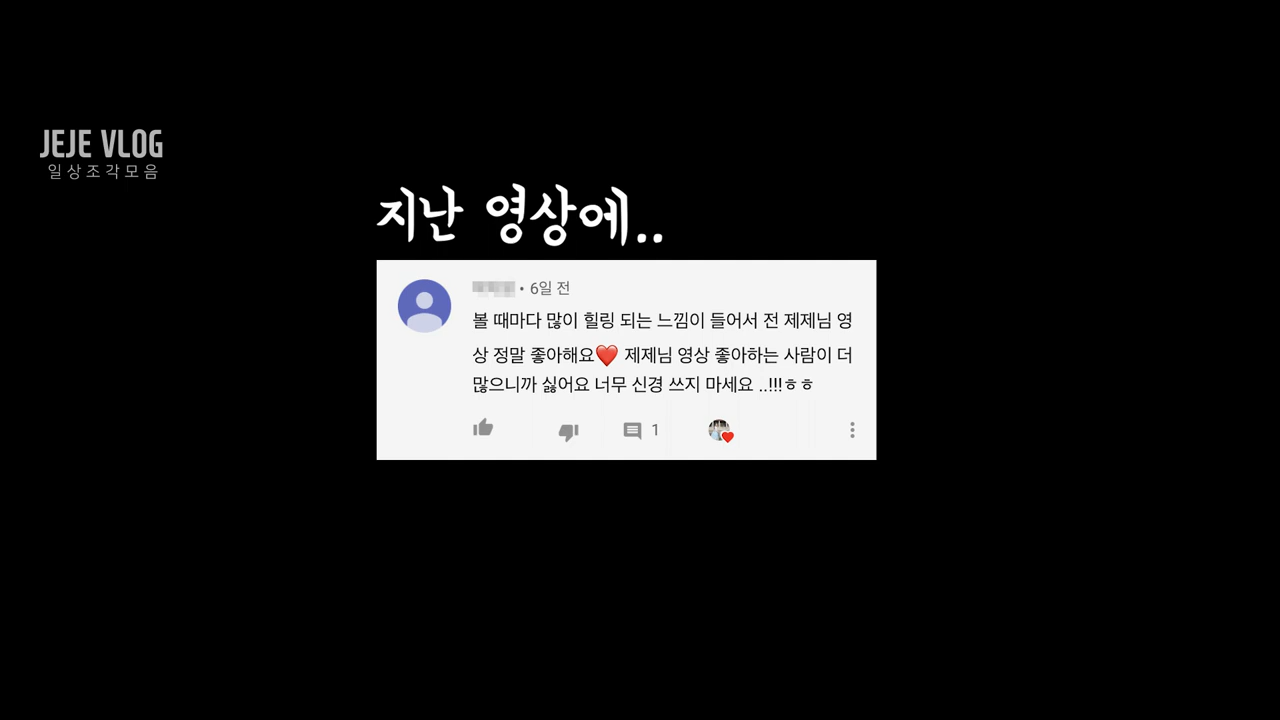 JEJE VLOG
일상조각모음
지난 영상에..
• 6일 전
볼 때마다 많이 힐링 되는 느낌이 들어서 전 제제님 영
상 정말 좋아해요❤️ 제제님 영상 좋아하는 사람이 더
많으니까 싫어요 너무 신경 쓰지 마세요 ..!!!ㅎㅎ
1